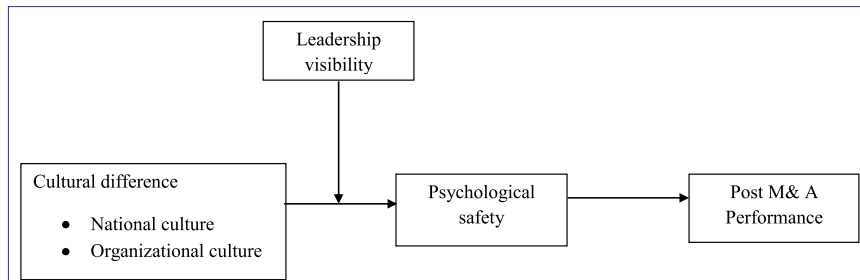 Leadership
visibility
Cultural difference
● National culture
● Organizational culture
Psychological
safety
Post M& A
Performance